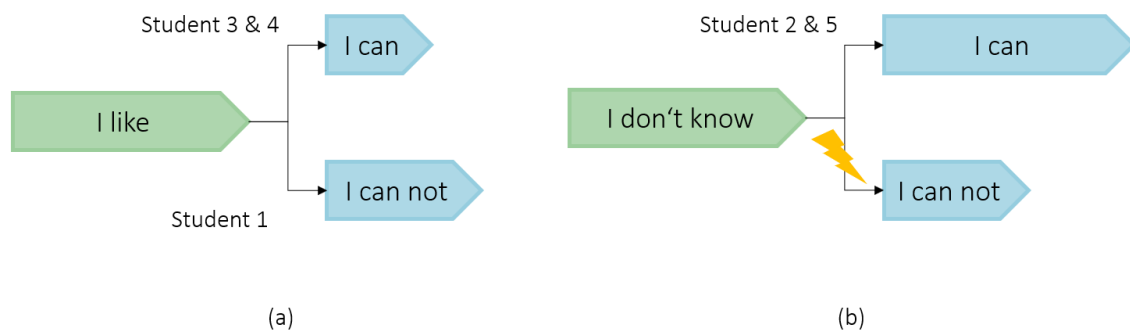 Student 3 & 4
I can
I like
I can not
Student 1
(a)
Student 2 & 5
I can
I don‘t know
I can not
(b)